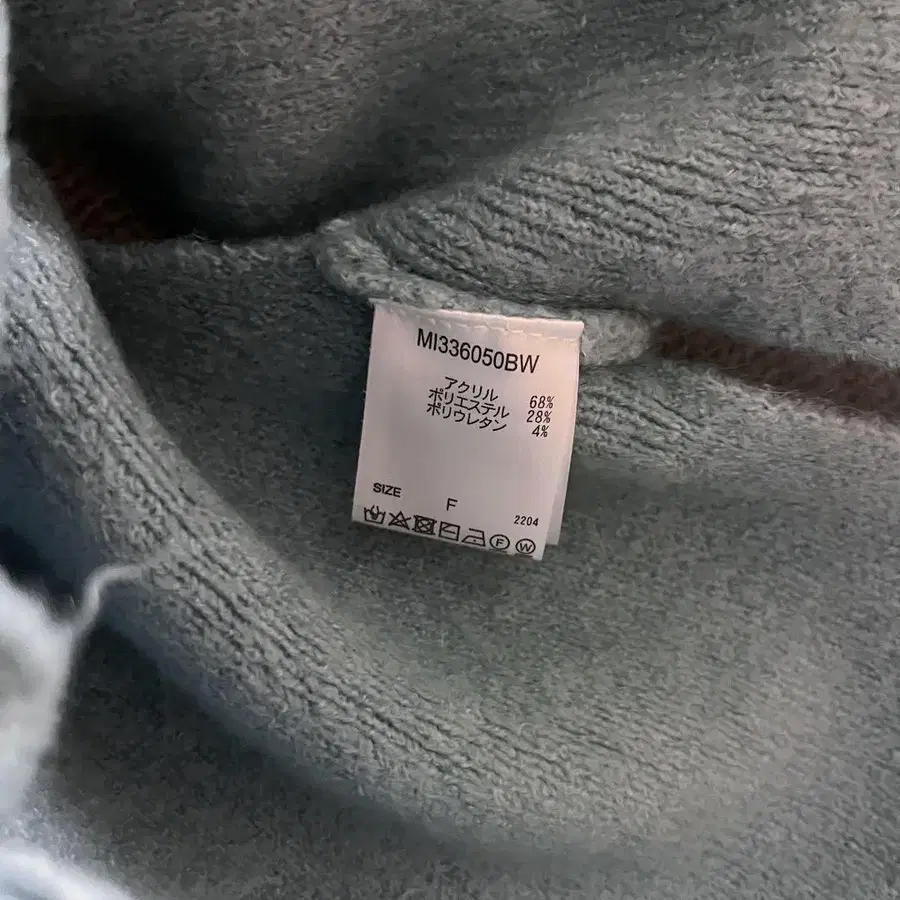 MI336050BW
アクリル 68%
ポリエステル 28%
ポリウレタン 4%
SIZE
F
2204
F W